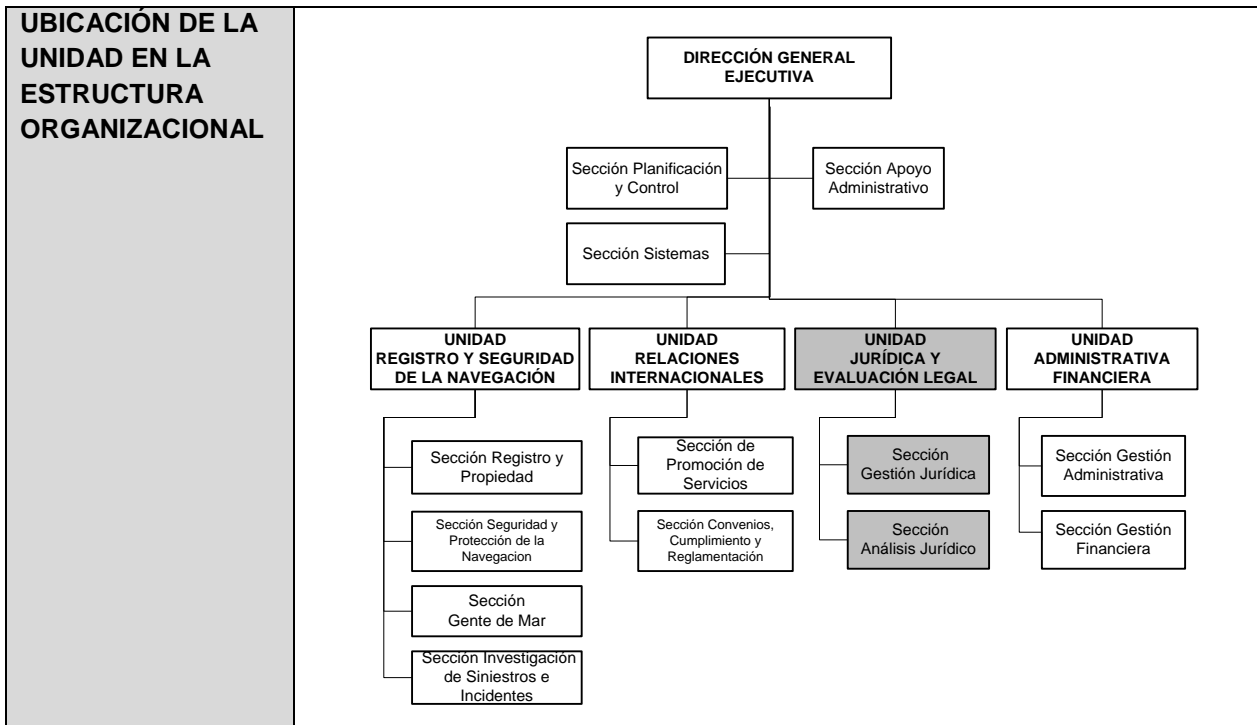 UBICACIÓN DE LA
UNIDAD EN LA
ESTRUCTURA
ORGANIZACIONAL
DIRECCIÓN GENERAL
EJECUTIVA
Sección Planificación
y Control
Sección Apoyo
Administrativo
Sección Sistemas
UNIDAD
REGISTRO Y SEGURIDAD
DE LA NAVEGACIÓN
UNIDAD
RELACIONES
INTERNACIONALES
UNIDAD
JURÍDICA Y
EVALUACIÓN LEGAL
UNIDAD
ADMINISTRATIVA
FINANCIERA
Sección Registro y
Propiedad
Sección de
Promoción de
Servicios
Sección
Gestión Jurídica
Sección Gestión
Administrativa
Sección Seguridad y
Protección de la
Navegacion
Sección Convenios,
Cumplimiento y
Reglamentación
Sección
Análisis Jurídico
Sección Gestión
Financiera
Sección
Gente de Mar
Sección Investigación
de Siniestros e
Incidentes